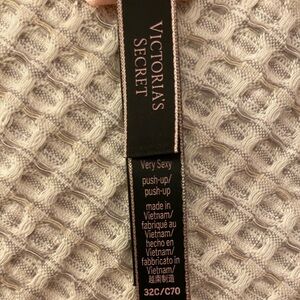 VICTORIA'S
SECRET
Very Sexy
push-up/
push-up
made in
Vietnam/
fabriqué au
Vietnam/
hecho en
Vietnam/
fabbricato in
Vietnam/
越南制造
32C/C70